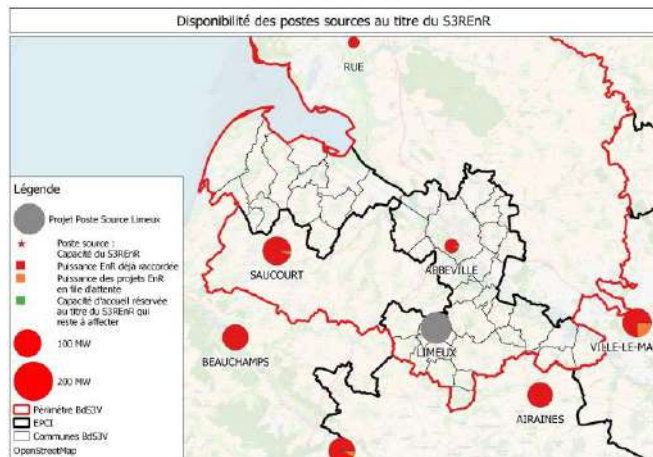 Disponibilité des postes sources au titre du S3REnR
RUE
Légende
Projet Poste Source Limeux
Poste source :
Capacité du S3REnR
Puissance EnR déjà raccordée
Puissance des projets EnR
en file d'attente
Capacité d'accueil réservée
au titre du S3REnR qui
reste à affecter
100 MW
200 MW
Périmètre BdS3V
EPCI
Communes BdS3V
OpenStreetMap
SAUCOURT
ABBEVILLE
BEAUCHAMPS
LIMEUX
VILLE-LE-MA
AIRAINES